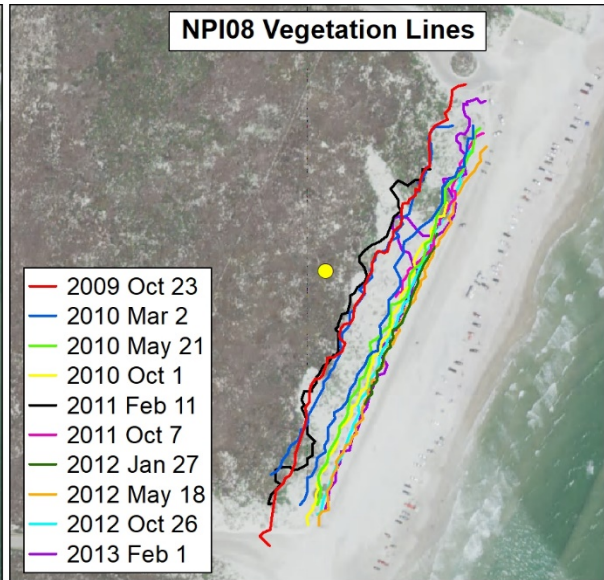 NPI08 Vegetation Lines
2009 Oct 23
2010 Mar 2
2010 May 21
2010 Oct 1
2011 Feb 11
2011 Oct 7
2012 Jan 27
2012 May 18
2012 Oct 26
2013 Feb 1